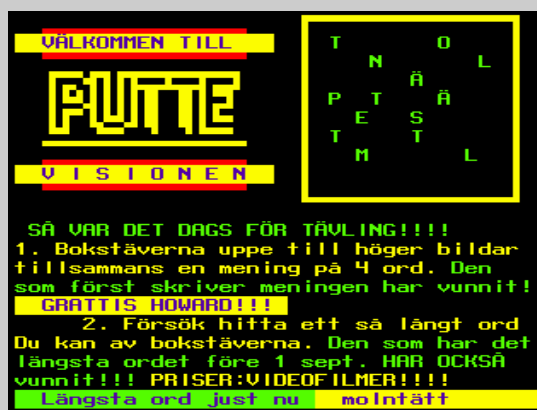 VÄLKOMMEN TILL
PUTTE
VISIONEN
T O
N L
Ä
P T Ä
E S
T T
M L
SÅ VAR DET DAGS FÖR TÄVLING!!!!
1. Bokstäverna uppe till höger bildar
tillsammans en mening på 4 ord. Den
som först skriver meningen har vunnit!
GRATTIS HOWARD!!!
2. Försök hitta ett så långt ord
Du kan av bokstäverna. Den som har det
längsta ordet före 1 sept. HAR OCKSÅ
vunnit!!! PRISER:VIDEOFILMER!!!!
Längsta ord just nu molntätt